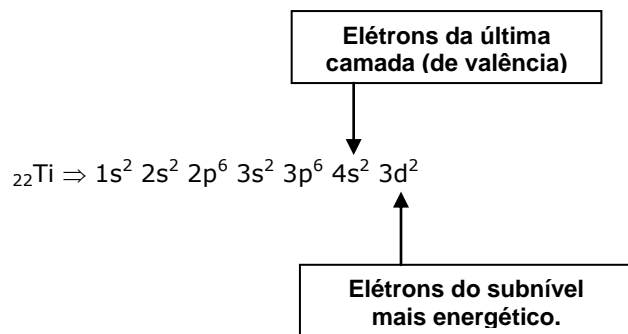 Elétrons da última
camada (de valência)
₂₂Ti ⇒ 1s² 2s² 2p⁶ 3s² 3p⁶ 4s² 3d²
Elétrons do subnível
mais energético.